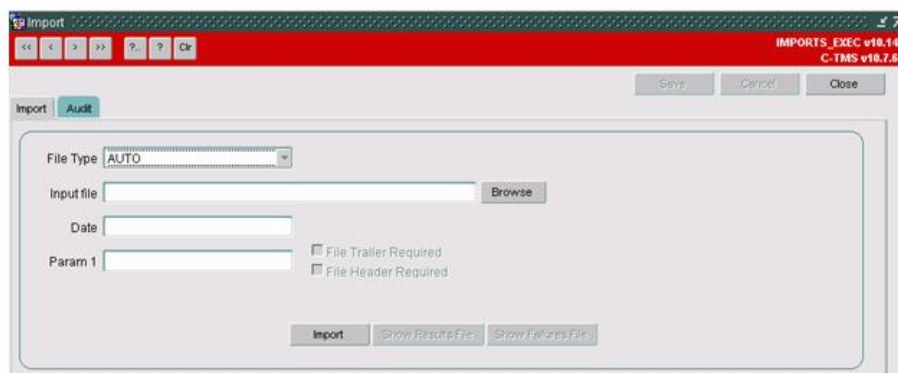 Import
<< < > >> ?.. ? Clr
IMPORTS_EXEC v10.14
C-TMS v10.7.6
Save Cancel Close
Import Audit
File Type AUTO
Input file Browse
Date
Param 1
File Trailer Required
File Header Required
Import Show Results File Show Failures File